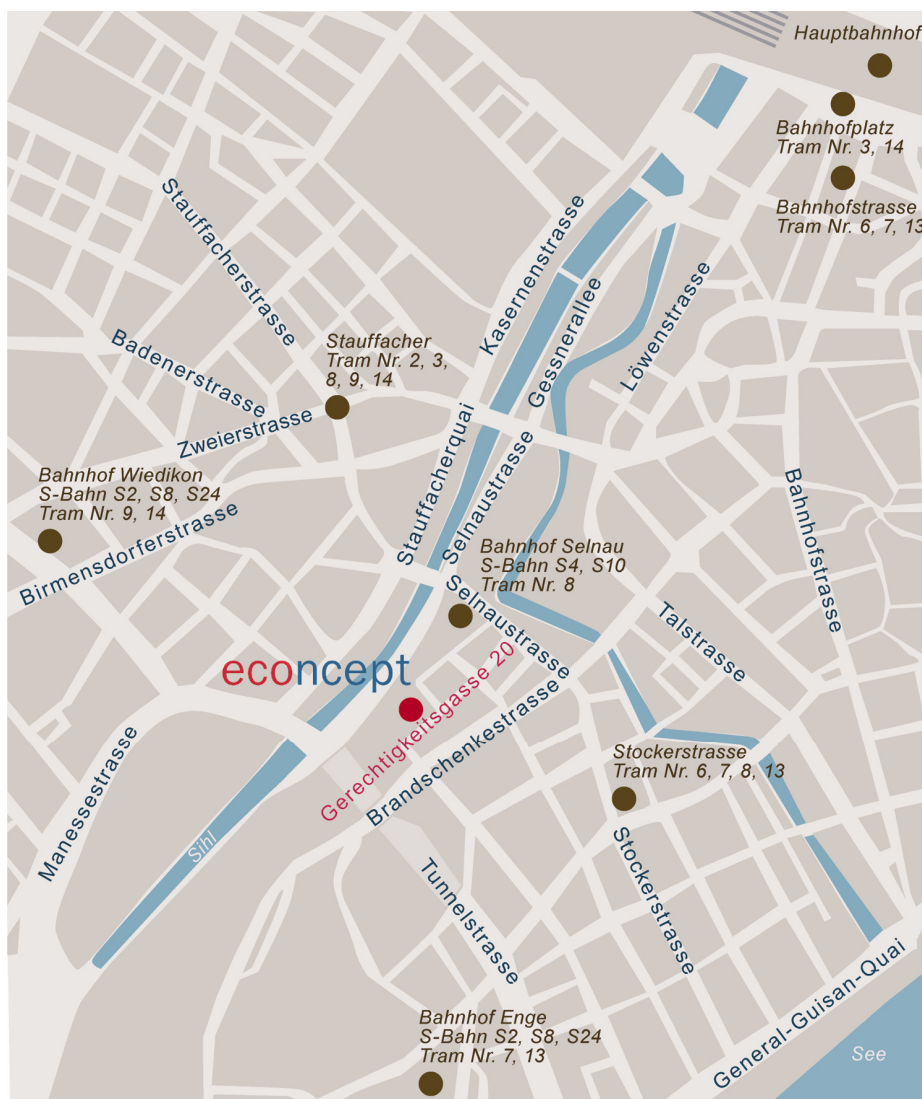 Hauptbahnhof
Bahnhofplatz
Tram Nr. 3, 14
Bahnhofstrasse
Tram Nr. 6, 7, 13
Stauffacherstrasse
Kasernenstrasse
Gessnerallee
Löwenstrasse
Badenerstrasse
Stauffacher
Tram Nr. 2, 3,
8, 9, 14
Zweierstrasse
Stauffacherquai
Selnaustrasse
Bahnhofstrasse
Bahnhof Wiedikon
S-Bahn S2, S8, S24
Tram Nr. 9, 14
Birmensdorferstrasse
Bahnhof Selnau
S-Bahn S4, S10
Tram Nr. 8
Selnaustrasse
Talstrasse
econcept
Gerechtigkeitsgasse 20
Brandschenkestrasse
Manessestrasse
Sihl
Stockerstrasse
Tram Nr. 6, 7, 8, 13
Stockerstrasse
Tunnelstrasse
General-Guisan-Quai
Bahnhof Enge
S-Bahn S2, S8, S24
Tram Nr. 7, 13
See